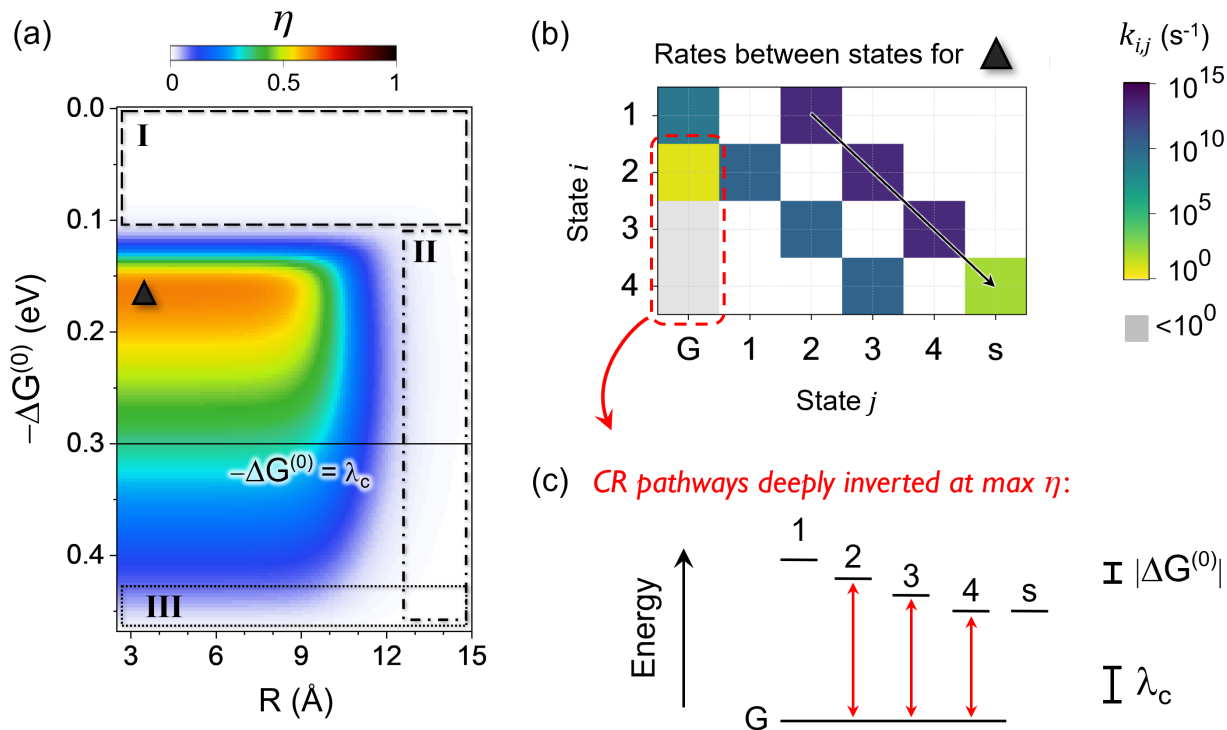 (a)
η
0
0.5
1
−ΔG⁽⁰⁾ (eV)
0.0
0.1
0.2
0.3
0.4
I
II
III
−ΔG⁽⁰⁾ = λc
3
6
9
12
15
R (Å)
(b)
Rates between states for ▲
State i
1
2
3
4
G 1 2 3 4 s
State j
kᵢ,ⱼ (s⁻¹)
10¹⁵
10¹⁰
10⁵
10⁰
<10⁰
(c) CR pathways deeply inverted at max η:
Energy
1
2
3
4
s
G
|ΔG⁽⁰⁾|
λc